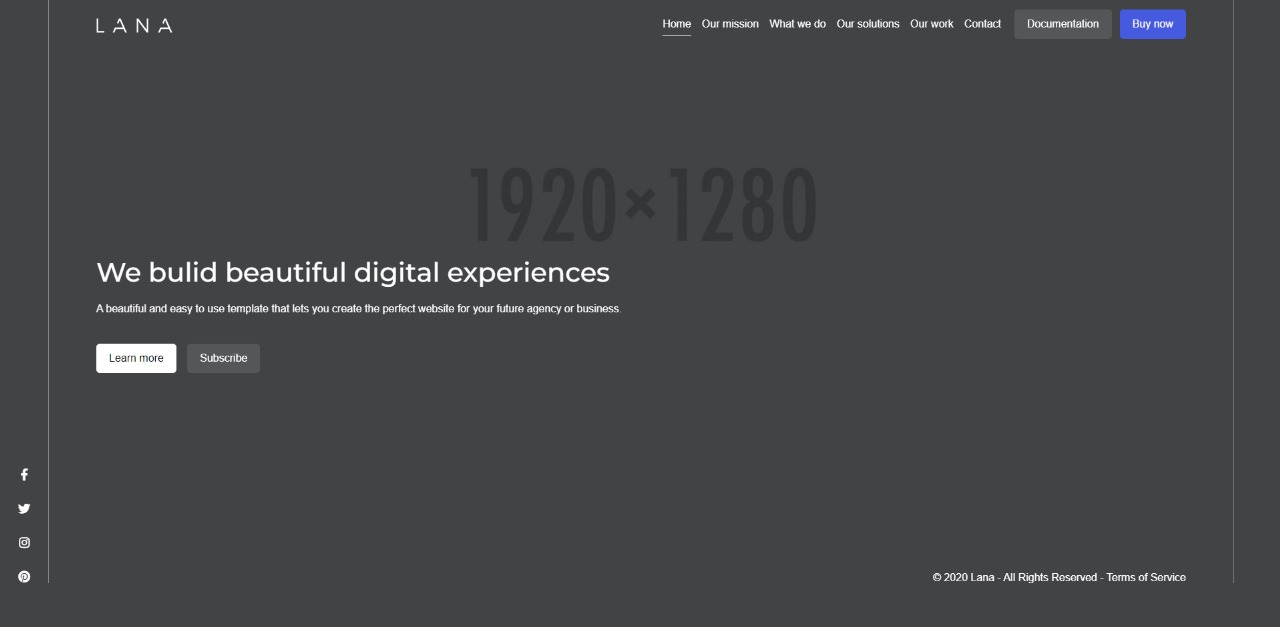 LANA
Home Our mission What we do Our solutions Our work Contact Documentation Buy now
1920×1280
We bulid beautiful digital experiences
A beautiful and easy to use template that lets you create the perfect website for your future agency or business.
Learn more Subscribe
© 2020 Lana - All Rights Reserved - Terms of Service